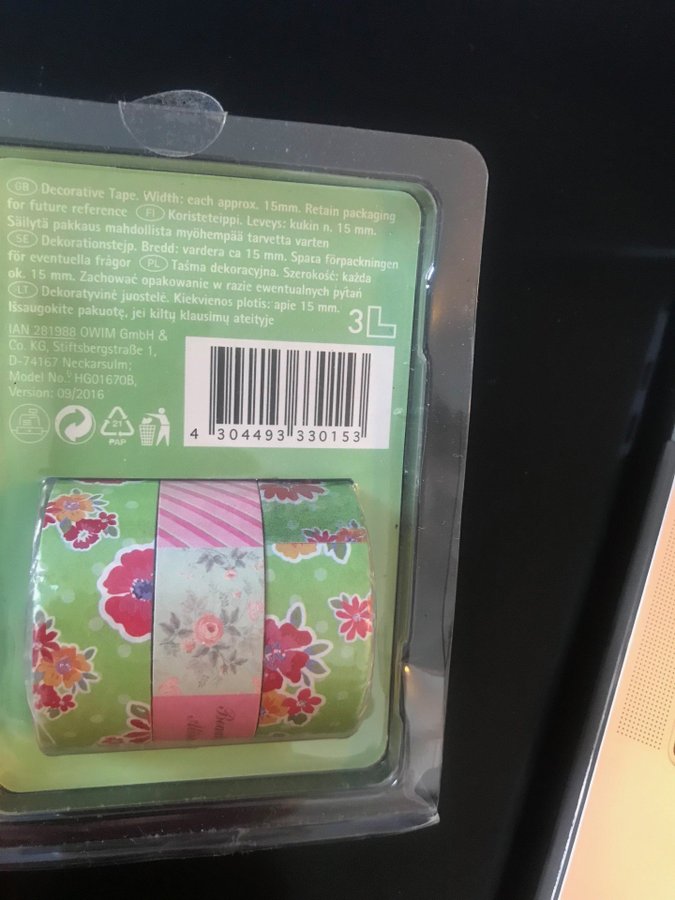 GB Decorative Tape. Width: each approx. 15mm. Retain packaging
for future reference FI Koristeteippi. Leveys: kukin n. 15 mm.
Säilytä pakkaus mahdollista myöhempää tarvetta varten
SE Dekorationstejp. Bredd: vardera ca 15 mm. Spara förpackningen
för eventuella frågor PL Taśma dekoracyjna. Szerokość: każda
ok. 15 mm. Zachować opakowanie w razie ewentualnych pytań
LT Dekoratyvinė juostelė. Kiekvienos plotis: apie 15 mm.
Išsaugokite pakuotę, jei kiltų klausimų ateityje
3L
IAN 281988 OWIM GmbH &
Co. KG, Stiftsbergstraße 1,
D-74167 Neckarsulm;
Model No.: HG01670B,
Version: 09/2016
21
PAP
4 304493 330153